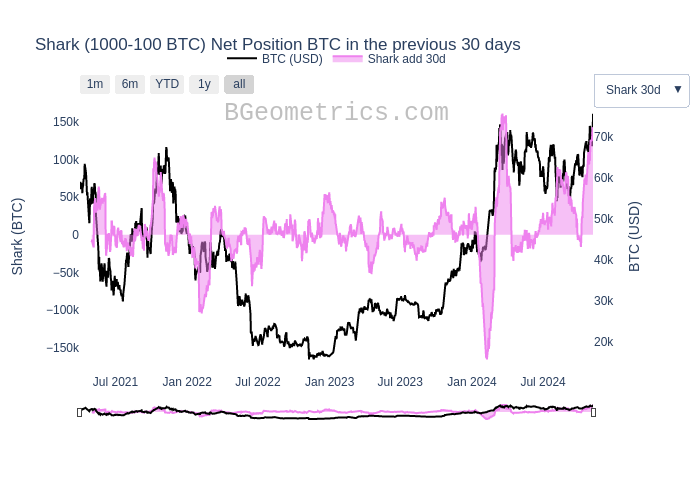 Shark (1000-100 BTC) Net Position BTC in the previous 30 days
BTC (USD) Shark add 30d
1m 6m YTD 1y all
Shark 30d ▼
BGeometrics.com
150k
100k
50k
0
−50k
−100k
−150k
Shark (BTC)
70k
60k
50k
40k
30k
20k
BTC (USD)
Jul 2021 Jan 2022 Jul 2022 Jan 2023 Jul 2023 Jan 2024 Jul 2024